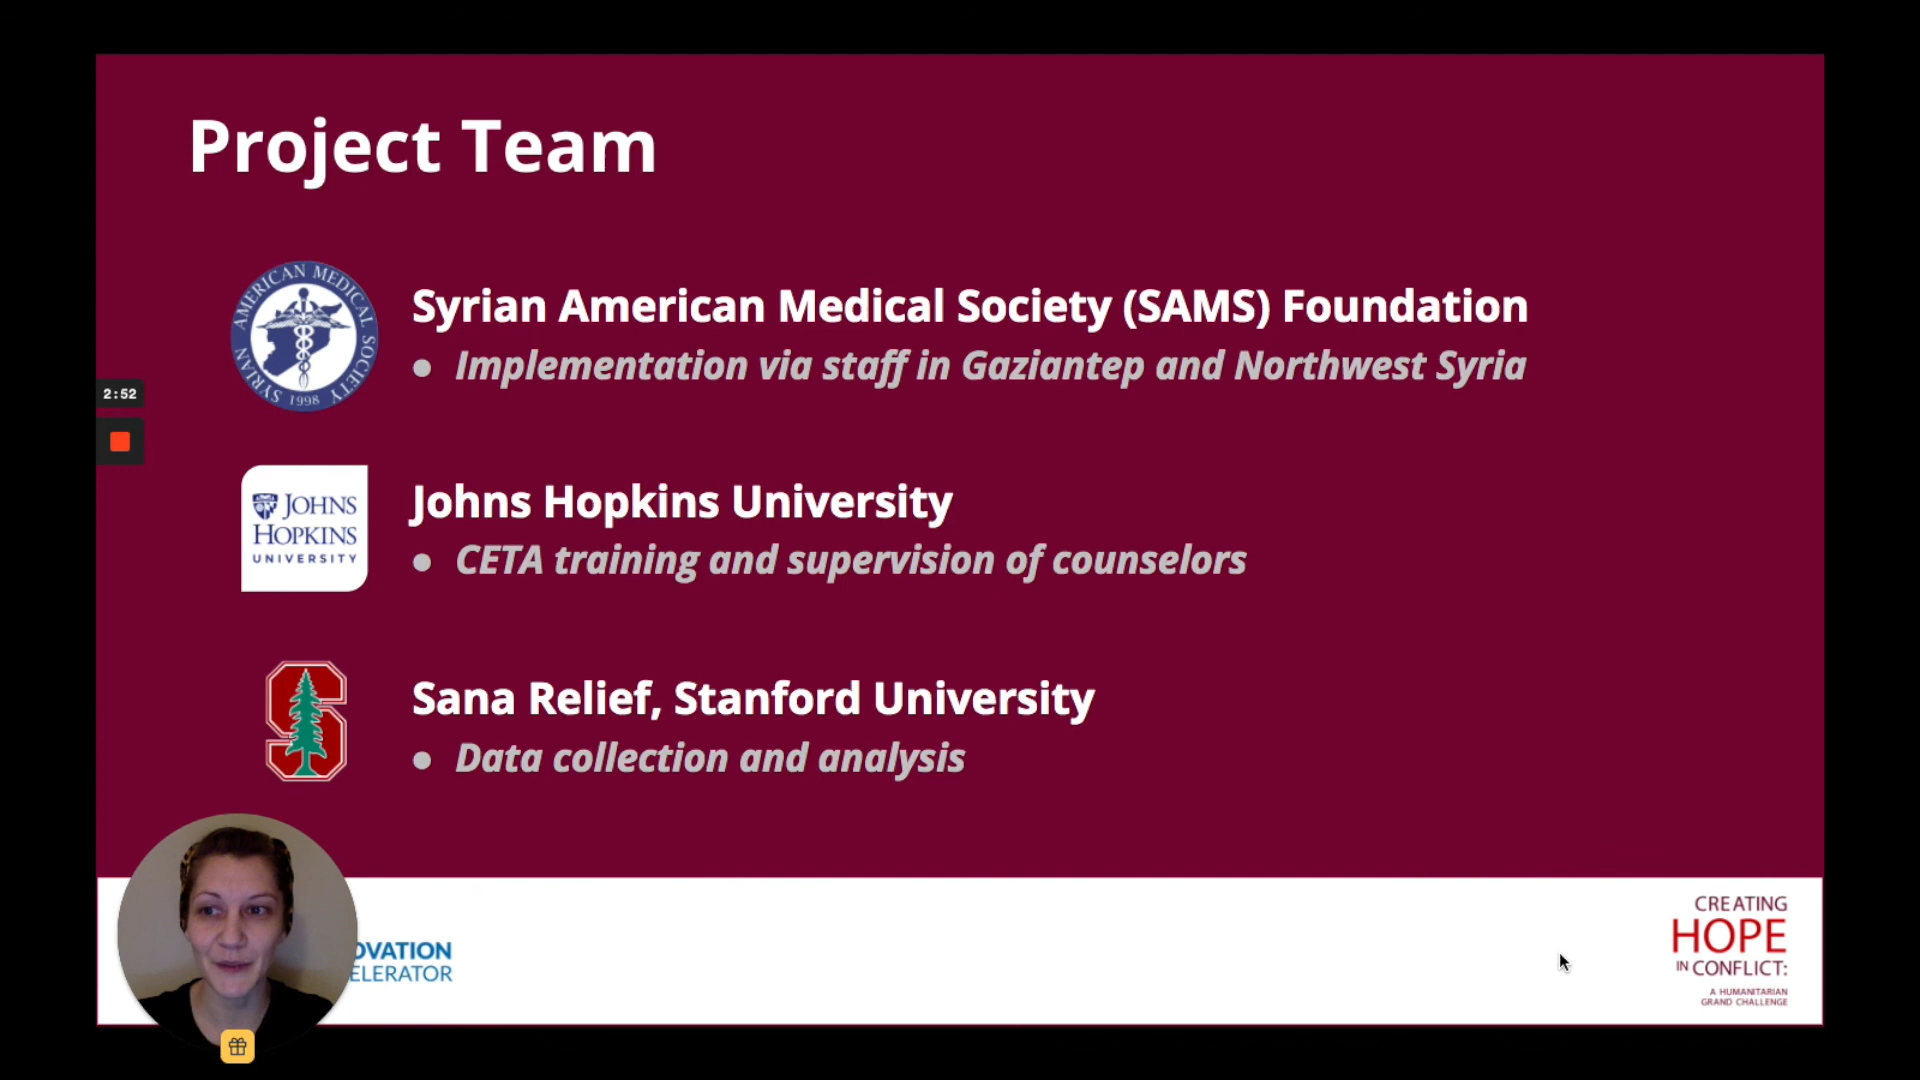 Project Team
SYRIAN AMERICAN MEDICAL SOCIETY
1998
Syrian American Medical Society (SAMS) Foundation
● Implementation via staff in Gaziantep and Northwest Syria
2:52
JOHNS
HOPKINS
UNIVERSITY
Johns Hopkins University
● CETA training and supervision of counselors
Sana Relief, Stanford University
● Data collection and analysis
OVATION
ELERATOR
CREATING
HOPE
IN CONFLICT:
A HUMANITARIAN
GRAND CHALLENGE